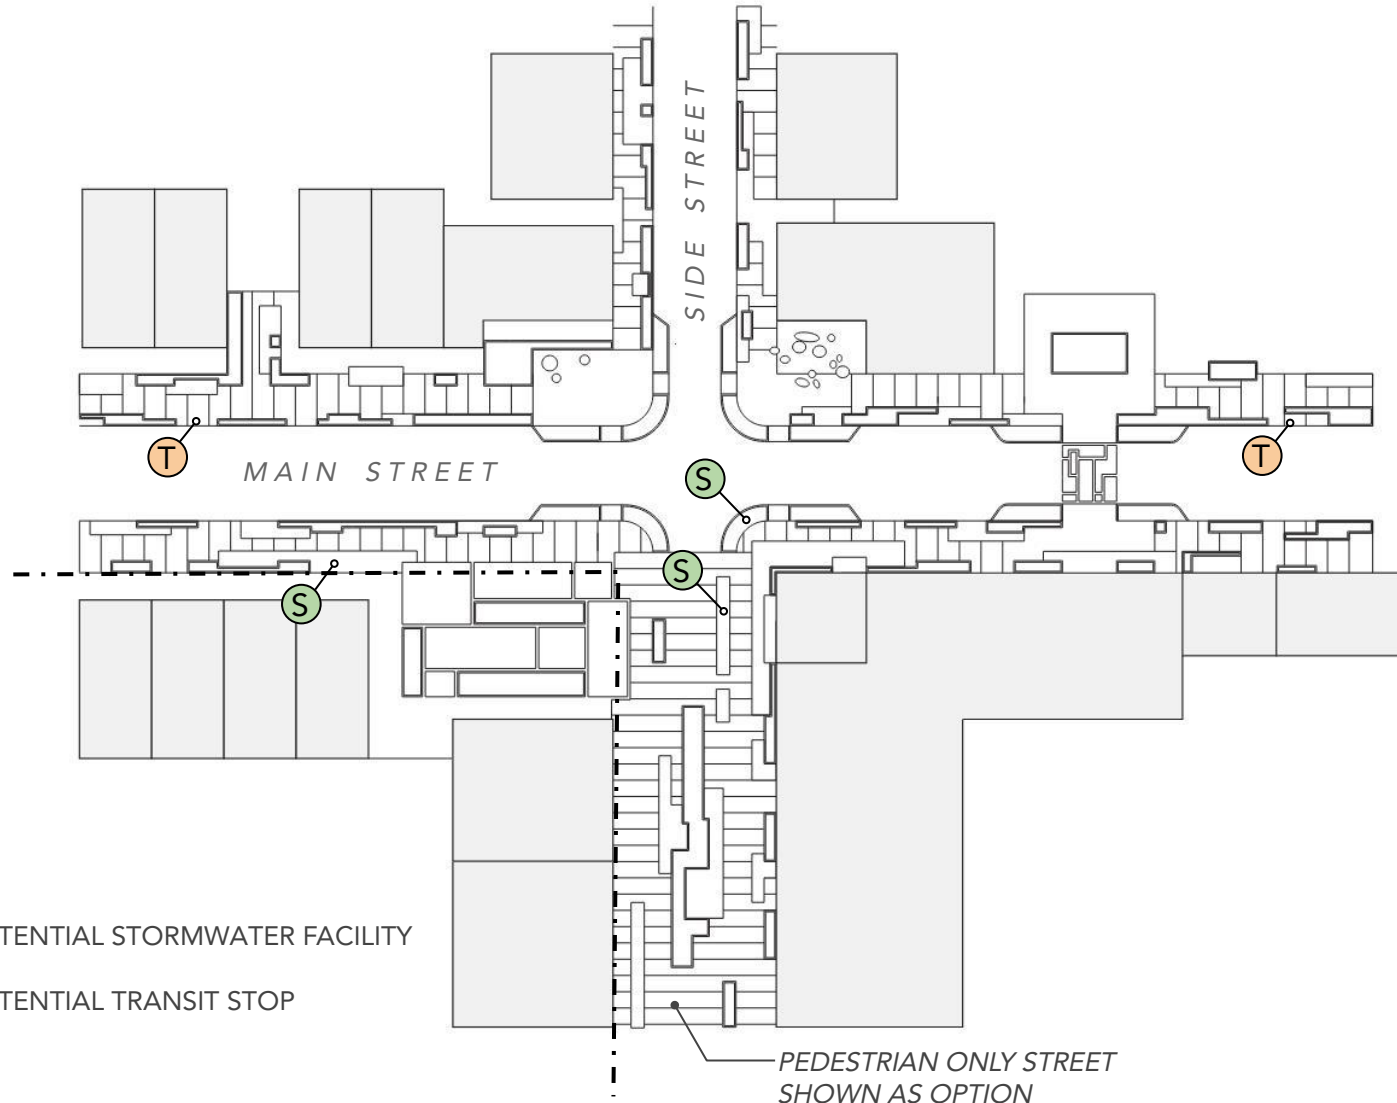 SIDE STREET
T
MAIN STREET
S
T
S
S
TENTIAL STORMWATER FACILITY
TENTIAL TRANSIT STOP
PEDESTRIAN ONLY STREET
SHOWN AS OPTION